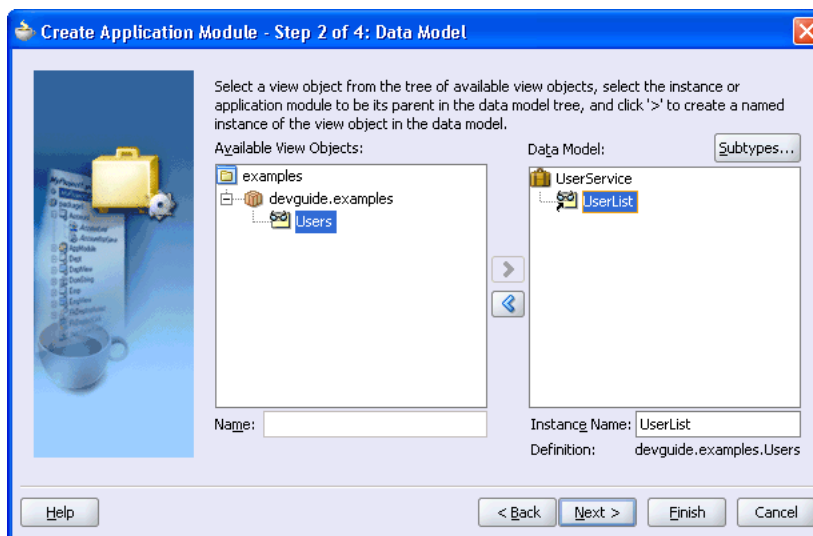 Create Application Module - Step 2 of 4: Data Model
Select a view object from the tree of available view objects, select the instance or
application module to be its parent in the data model tree, and click '>' to create a named
instance of the view object in the data model.
Available View Objects:
Data Model:
Subtypes...
examples
devguide.examples
Users
UserService
UserList
Name:
Instance Name: UserList
Definition: devguide.examples.Users
Help
< Back
Next >
Finish
Cancel